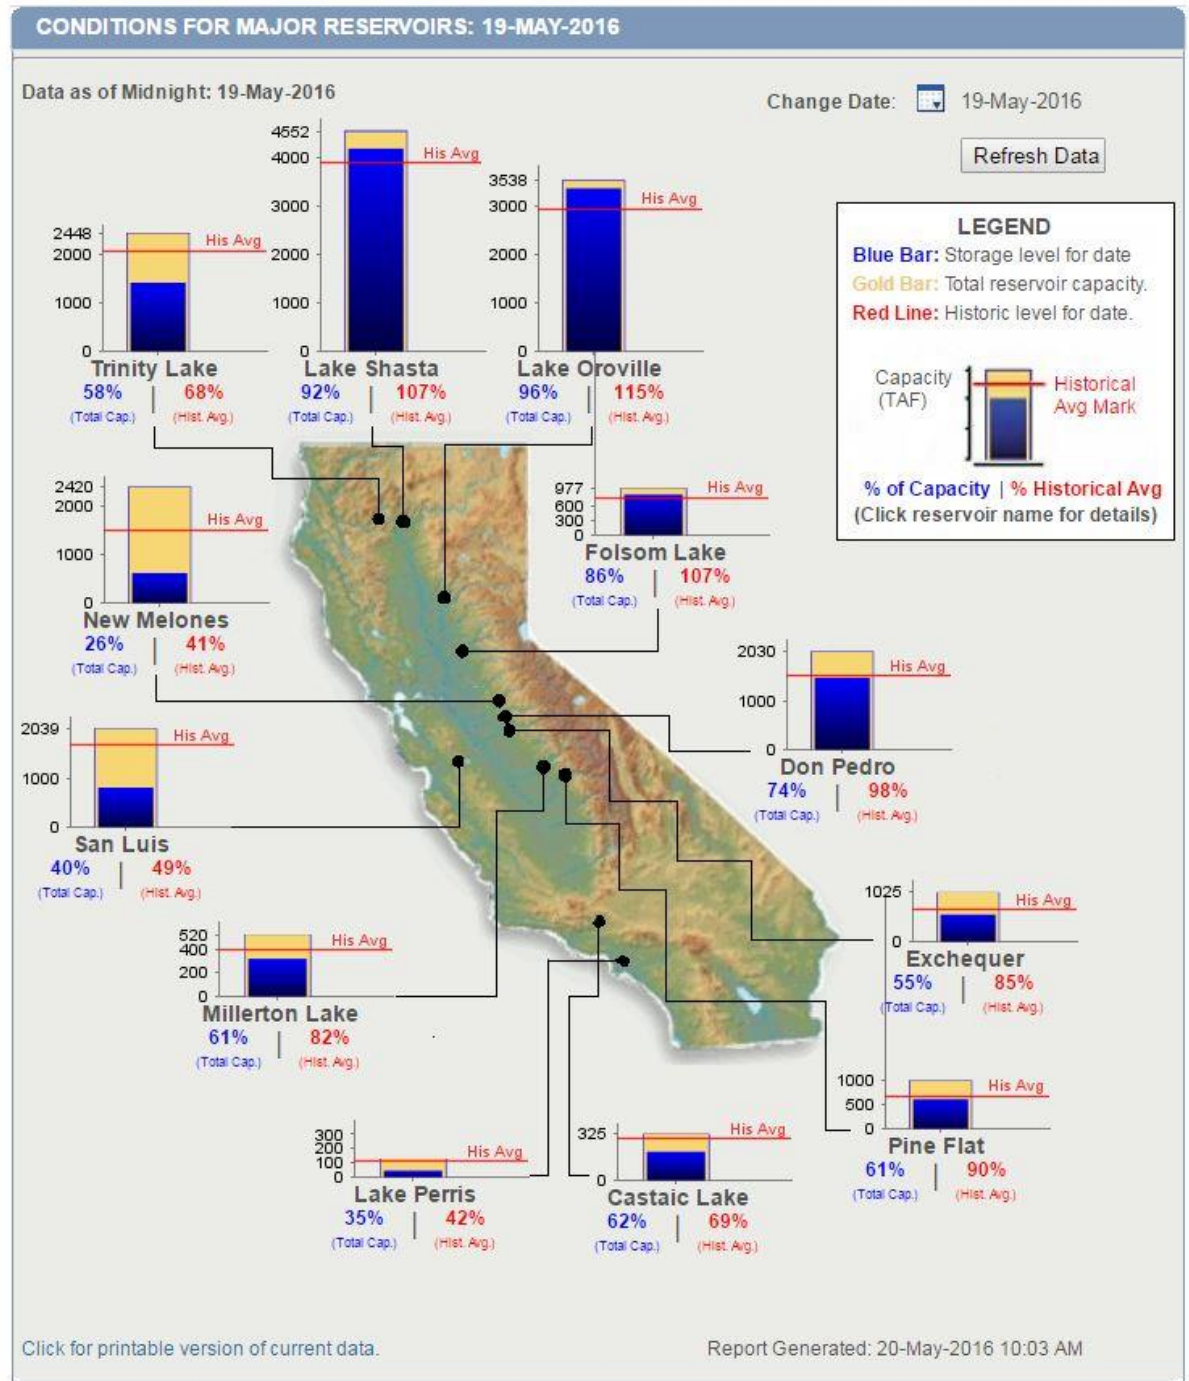 CONDITIONS FOR MAJOR RESERVOIRS: 19-MAY-2016
Data as of Midnight: 19-May-2016
Change Date: 19-May-2016
Refresh Data
4552
4000
3000
2000
1000
0
His Avg
Lake Shasta
92% | 107%
(Total Cap.) (Hist. Avg.)
3538
3000
2000
1000
0
His Avg
Lake Oroville
96% | 115%
(Total Cap.) (Hist. Avg.)
2448
2000
1000
0
His Avg
Trinity Lake
58% | 68%
(Total Cap.) (Hist. Avg.)
LEGEND
Blue Bar: Storage level for date
Gold Bar: Total reservoir capacity.
Red Line: Historic level for date.
Capacity
(TAF)
Historical
Avg Mark
% of Capacity | % Historical Avg
(Click reservoir name for details)
2420
2000
1000
0
His Avg
New Melones
26% | 41%
(Total Cap.) (Hist. Avg.)
977
600
300
0
His Avg
Folsom Lake
86% | 107%
(Total Cap.) (Hist. Avg.)
2030
1000
0
His Avg
Don Pedro
74% | 98%
(Total Cap.) (Hist. Avg.)
2039
1000
0
His Avg
San Luis
40% | 49%
(Total Cap.) (Hist. Avg.)
1025
0
His Avg
Exchequer
55% | 85%
(Total Cap.) (Hist. Avg.)
520
400
200
0
His Avg
Millerton Lake
61% | 82%
(Total Cap.) (Hist. Avg.)
1000
500
0
His Avg
Pine Flat
61% | 90%
(Total Cap.) (Hist. Avg.)
300
200
100
0
His Avg
Lake Perris
35% | 42%
(Total Cap.) (Hist. Avg.)
325
0
His Avg
Castaic Lake
62% | 69%
(Total Cap.) (Hist. Avg.)
Click for printable version of current data.
Report Generated: 20-May-2016 10:03 AM